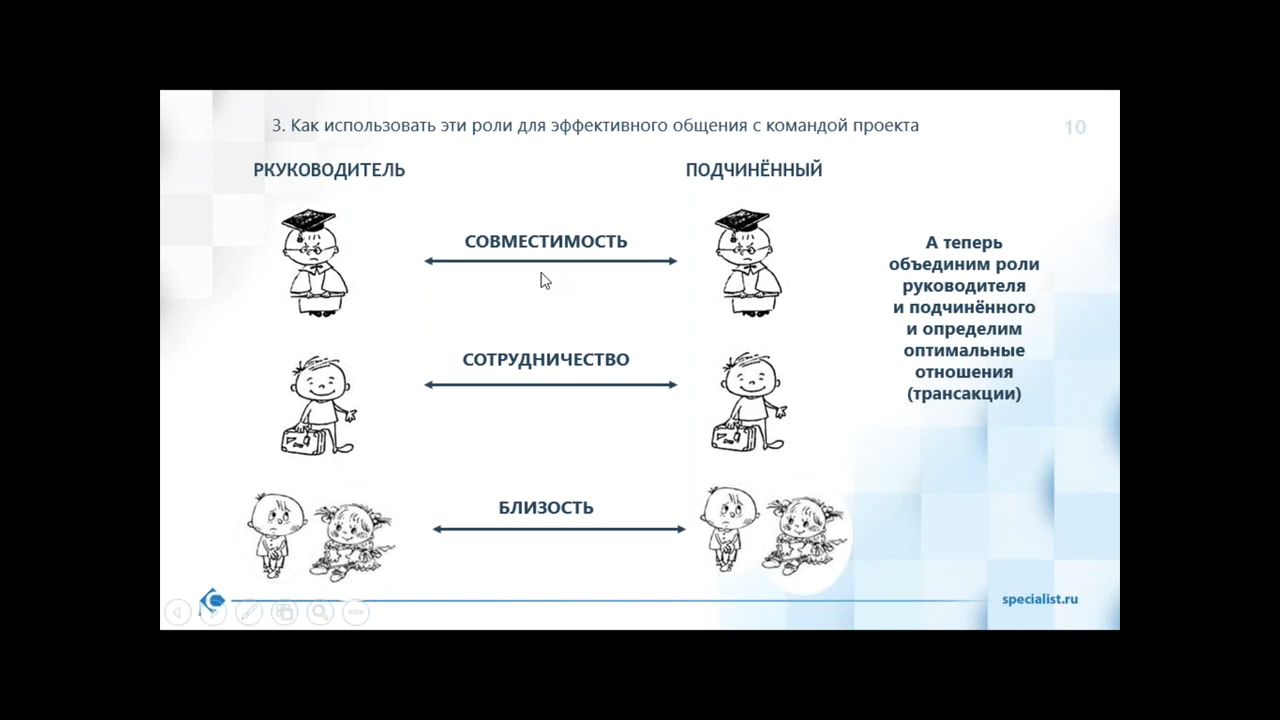 3. Как использовать эти роли для эффективного общения с командой проекта
10
РКУКОВОДИТЕЛЬ
ПОДЧИНЁННЫЙ
СОВМЕСТИМОСТЬ
СОТРУДНИЧЕСТВО
БЛИЗОСТЬ
А теперь
объединим роли
руководителя
и подчинённого
и определим
оптимальные
отношения
(трансакции)
specialist.ru